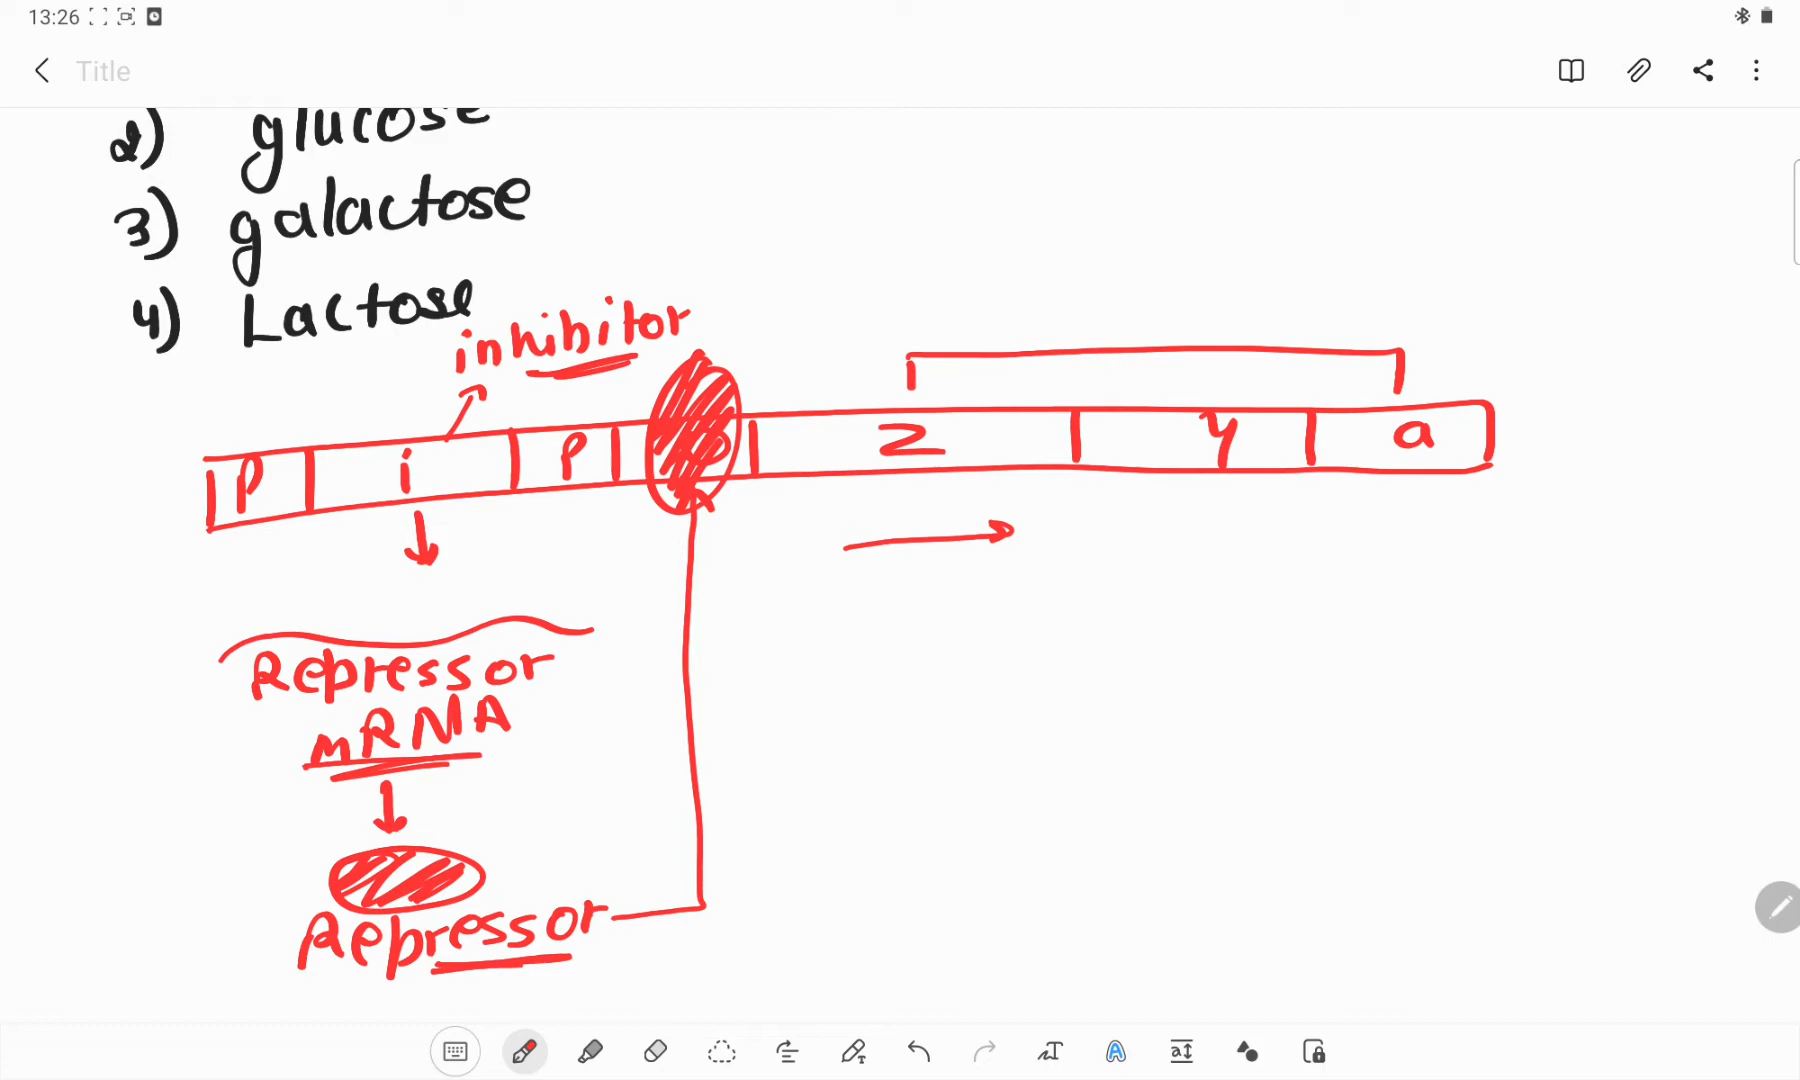 13:26
Title
2) glucose
3) galactose
4) Lactose
inhibitor
P i P o z y a
Repressor
mRNA
Repressor